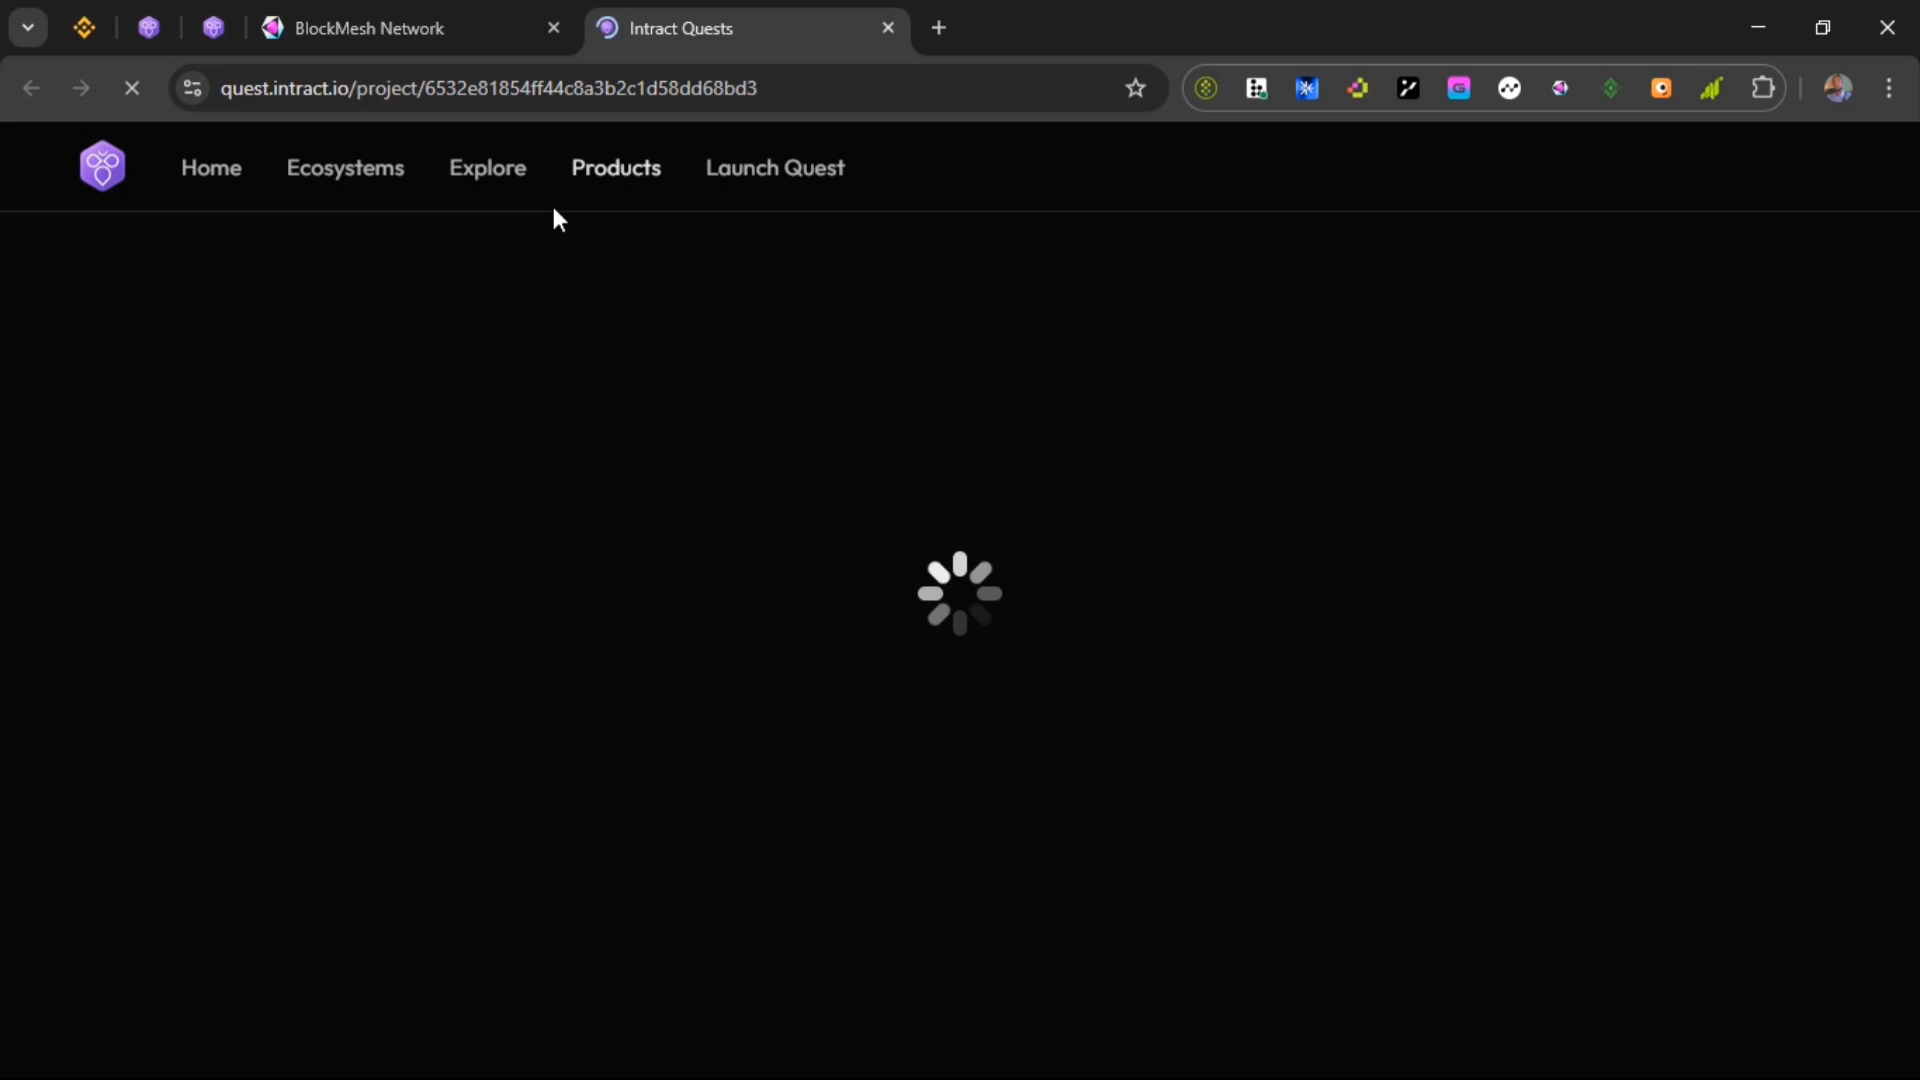 BlockMesh Network
Intract Quests
quest.intract.io/project/6532e81854ff44c8a3b2c1d58dd68bd3
Home Ecosystems Explore Products Launch Quest